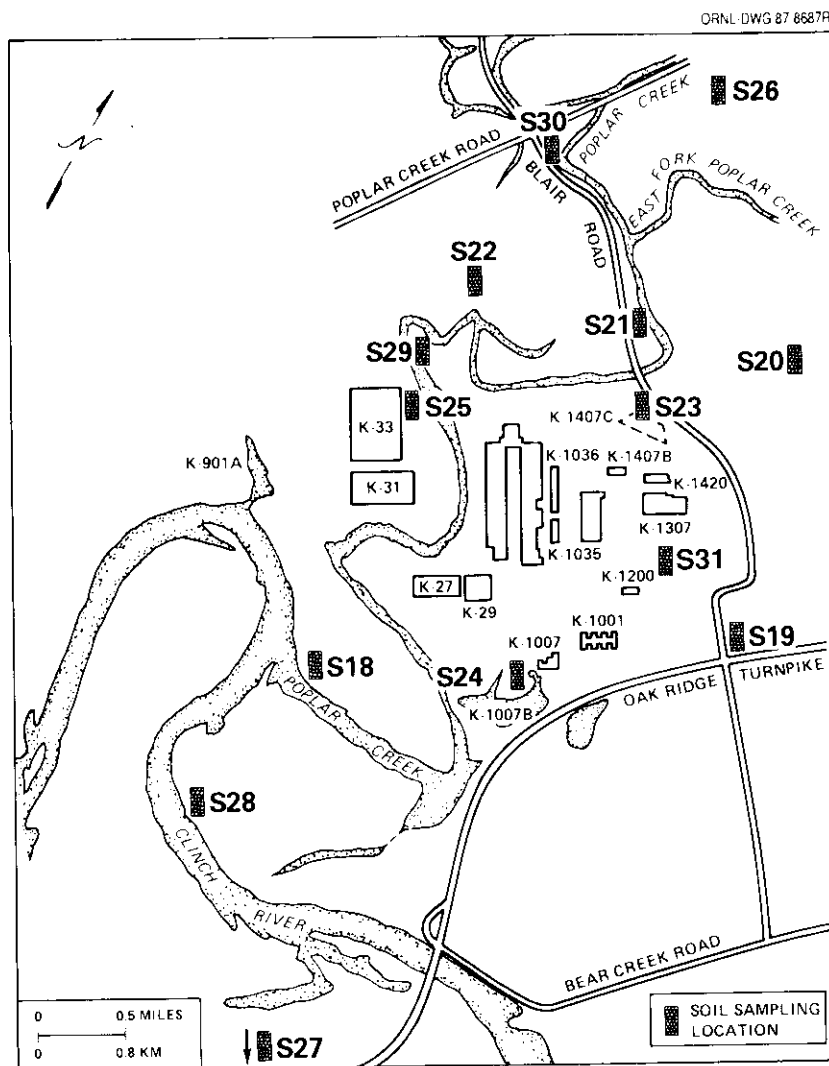 ORNL-DWG 87 8687R
N
S26
S30
POPLAR CREEK
POPLAR CREEK ROAD
BLAIR
ROAD
EAST FORK POPLAR CREEK
S22
S21
S29
S20
S25
S23
K 1407C
K-33
K-901A
K-1036
K-1407B
K-1420
K-31
K-1307
K-1035
S31
K-1200
K-27
K-29
K-1001
K-1007
S19
S18
S24
OAK RIDGE TURNPIKE
K-1007B
POPLAR
CREEK
S28
CLINCH
RIVER
BEAR CREEK ROAD
0 0.5 MILES
0 0.8 KM
S27
SOIL SAMPLING
LOCATION